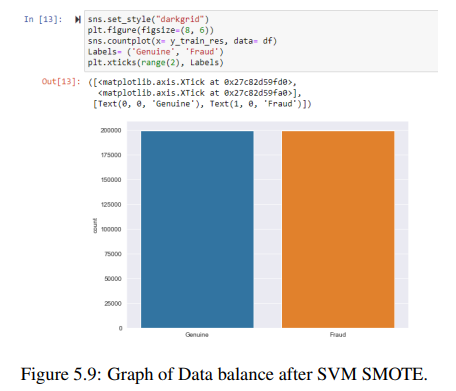 In [13]:
sns.set_style("darkgrid")
plt.figure(figsize=(8, 6))
sns.countplot(x= y_train_res, data= df)
Labels= ('Genuine', 'Fraud')
plt.xticks(range(2), Labels)
Out[13]: ([<matplotlib.axis.XTick at 0x27c82d59fd0>,
<matplotlib.axis.XTick at 0x27c82d59fa0>],
[Text(0, 0, 'Genuine'), Text(1, 0, 'Fraud')])
200000
175000
150000
125000
100000
75000
50000
25000
0
count
Genuine Fraud
Figure 5.9: Graph of Data balance after SVM SMOTE.